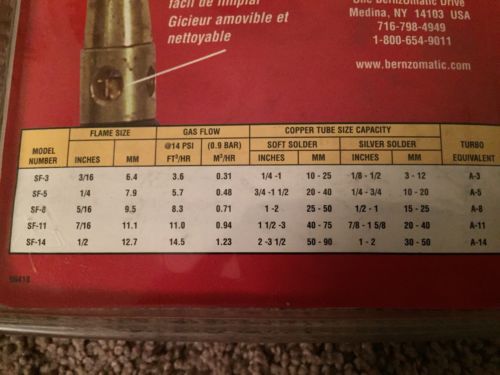 fácil de limpiar
Gicleur amovible et
nettoyable
One BernzOmatic Drive
Medina, NY 14103 USA
716-798-4949
1-800-654-9011
www.bernzomatic.com
FLAME SIZE GAS FLOW COPPER TUBE SIZE CAPACITY
@14 PSI (0.9 BAR) SOFT SOLDER SILVER SOLDER TURBO
MODEL NUMBER INCHES MM FT³/HR M³/HR INCHES MM INCHES MM EQUIVALENT
SF-3 3/16 6.4 3.6 0.31 1/4 -1 10 - 25 1/8 - 1/2 3 - 12 A-3
SF-5 1/4 7.9 5.7 0.48 3/4 -1 1/2 20 - 40 1/4 - 3/4 10 - 20 A-5
SF-8 5/16 9.5 8.3 0.71 1 -2 25 - 50 1/2 - 1 15 - 25 A-8
SF-11 7/16 11.1 11.0 0.94 1 1/2 -3 40 - 75 7/8 - 1 5/8 20 - 40 A-11
SF-14 1/2 12.7 14.5 1.23 2 -3 1/2 50 - 90 1 - 2 30 - 50 A-14